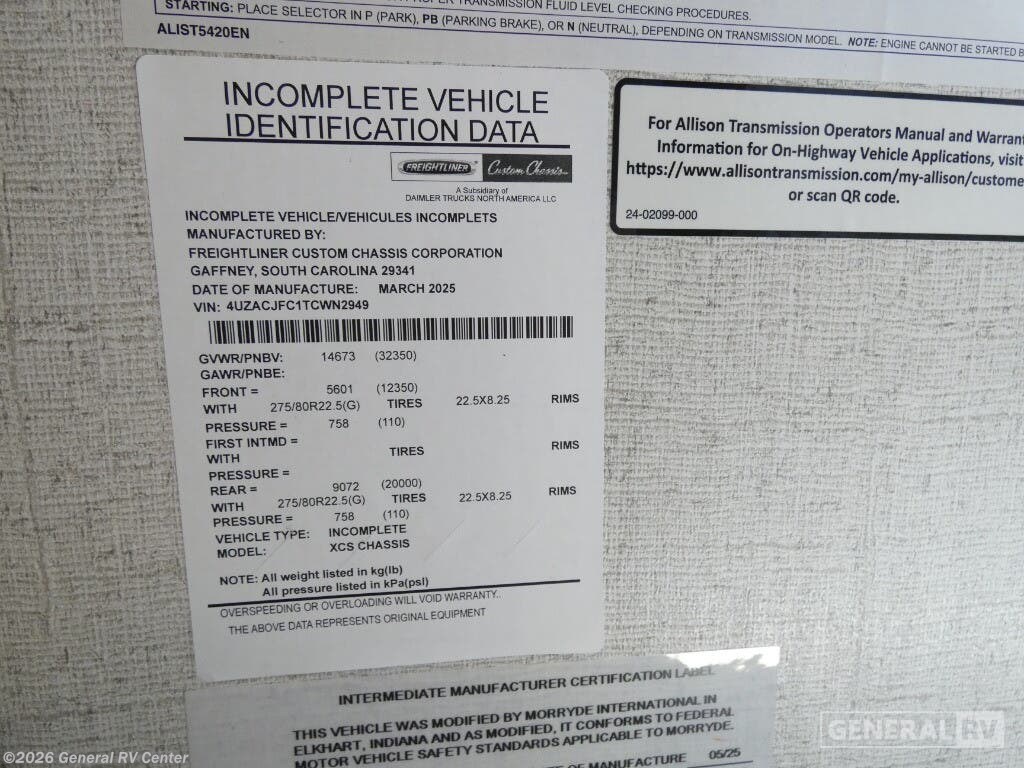 PROPER TRANSMISSION FLUID LEVEL CHECKING PROCEDURES.
STARTING: PLACE SELECTOR IN P (PARK), PB (PARKING BRAKE), OR N (NEUTRAL), DEPENDING ON TRANSMISSION MODEL. NOTE: ENGINE CANNOT BE STARTED
ALIST5420EN
INCOMPLETE VEHICLE
IDENTIFICATION DATA
FREIGHTLINER Custom Chassis
A Subsidiary of
DAIMLER TRUCKS NORTH AMERICA LLC
INCOMPLETE VEHICLE/VEHICULES INCOMPLETS
MANUFACTURED BY:
FREIGHTLINER CUSTOM CHASSIS CORPORATION
GAFFNEY, SOUTH CAROLINA 29341
DATE OF MANUFACTURE: MARCH 2025
VIN: 4UZACJFC1TCWN2949
GVWR/PNBV: 14673 (32350)
GAWR/PNBE:
FRONT = 5601 (12350)
WITH 275/80R22.5(G) TIRES 22.5X8.25 RIMS
PRESSURE = 758 (110)
FIRST INTMD =
WITH TIRES RIMS
PRESSURE =
REAR = 9072 (20000)
WITH 275/80R22.5(G) TIRES 22.5X8.25 RIMS
PRESSURE = 758 (110)
VEHICLE TYPE: INCOMPLETE
MODEL: XCS CHASSIS
NOTE: All weight listed in kg(lb)
All pressure listed in kPa(psi)
OVERSPEEDING OR OVERLOADING WILL VOID WARRANTY..
THE ABOVE DATA REPRESENTS ORIGINAL EQUIPMENT
For Allison Transmission Operators Manual and Warrant
Information for On-Highway Vehicle Applications, visit
https://www.allisontransmission.com/my-allison/custome
or scan QR code.
24-02099-000
INTERMEDIATE MANUFACTURER CERTIFICATION LABEL
THIS VEHICLE WAS MODIFIED BY MORRYDE INTERNATIONAL IN
ELKHART, INDIANA AND AS MODIFIED, IT CONFORMS TO FEDERAL
MOTOR VEHICLE SAFETY STANDARDS APPLICABLE TO MORRYDE.
OF MANUFACTURE 05/25
GENERAL RV
©2026 General RV Center